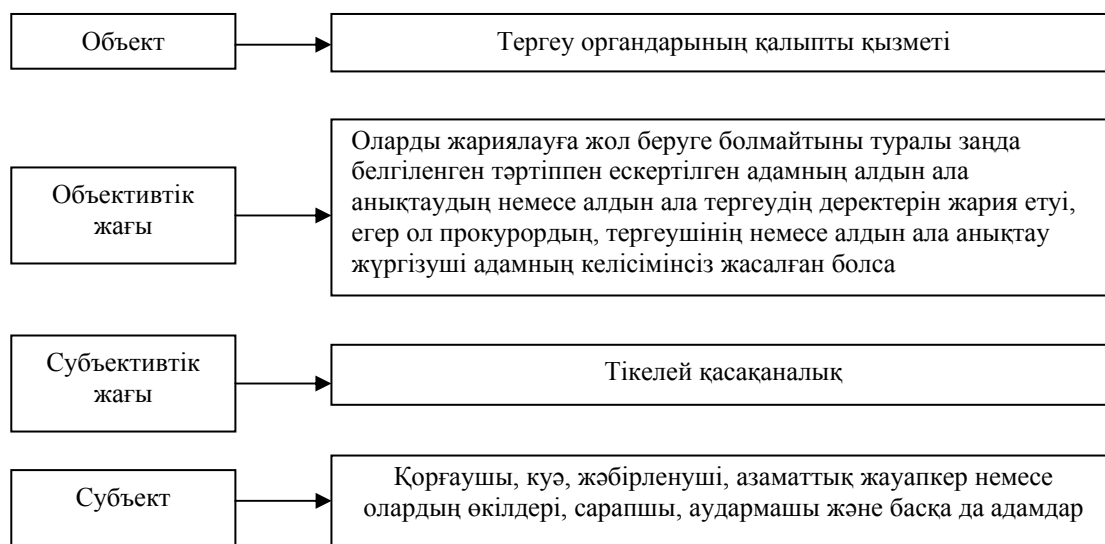 Объект
Тергеу органдарының қалыпты қызметі
Объективтік
жағы
Оларды жариялауға жол беруге болмайтыны туралы заңда
белгіленген тәртіппен ескертілген адамның алдын ала
анықтаудың немесе алдын ала тергеудің деректерін жария етуі,
егер ол прокурордың, тергеушінің немесе алдын ала анықтау
жүргізуші адамның келісімінсіз жасалған болса
Субъективтік
жағы
Тікелей қасақаналық
Субъект
Қорғаушы, куә, жәбірленуші, азаматтық жауапкер немесе
олардың өкілдері, сарапшы, аудармашы және басқа да адамдар